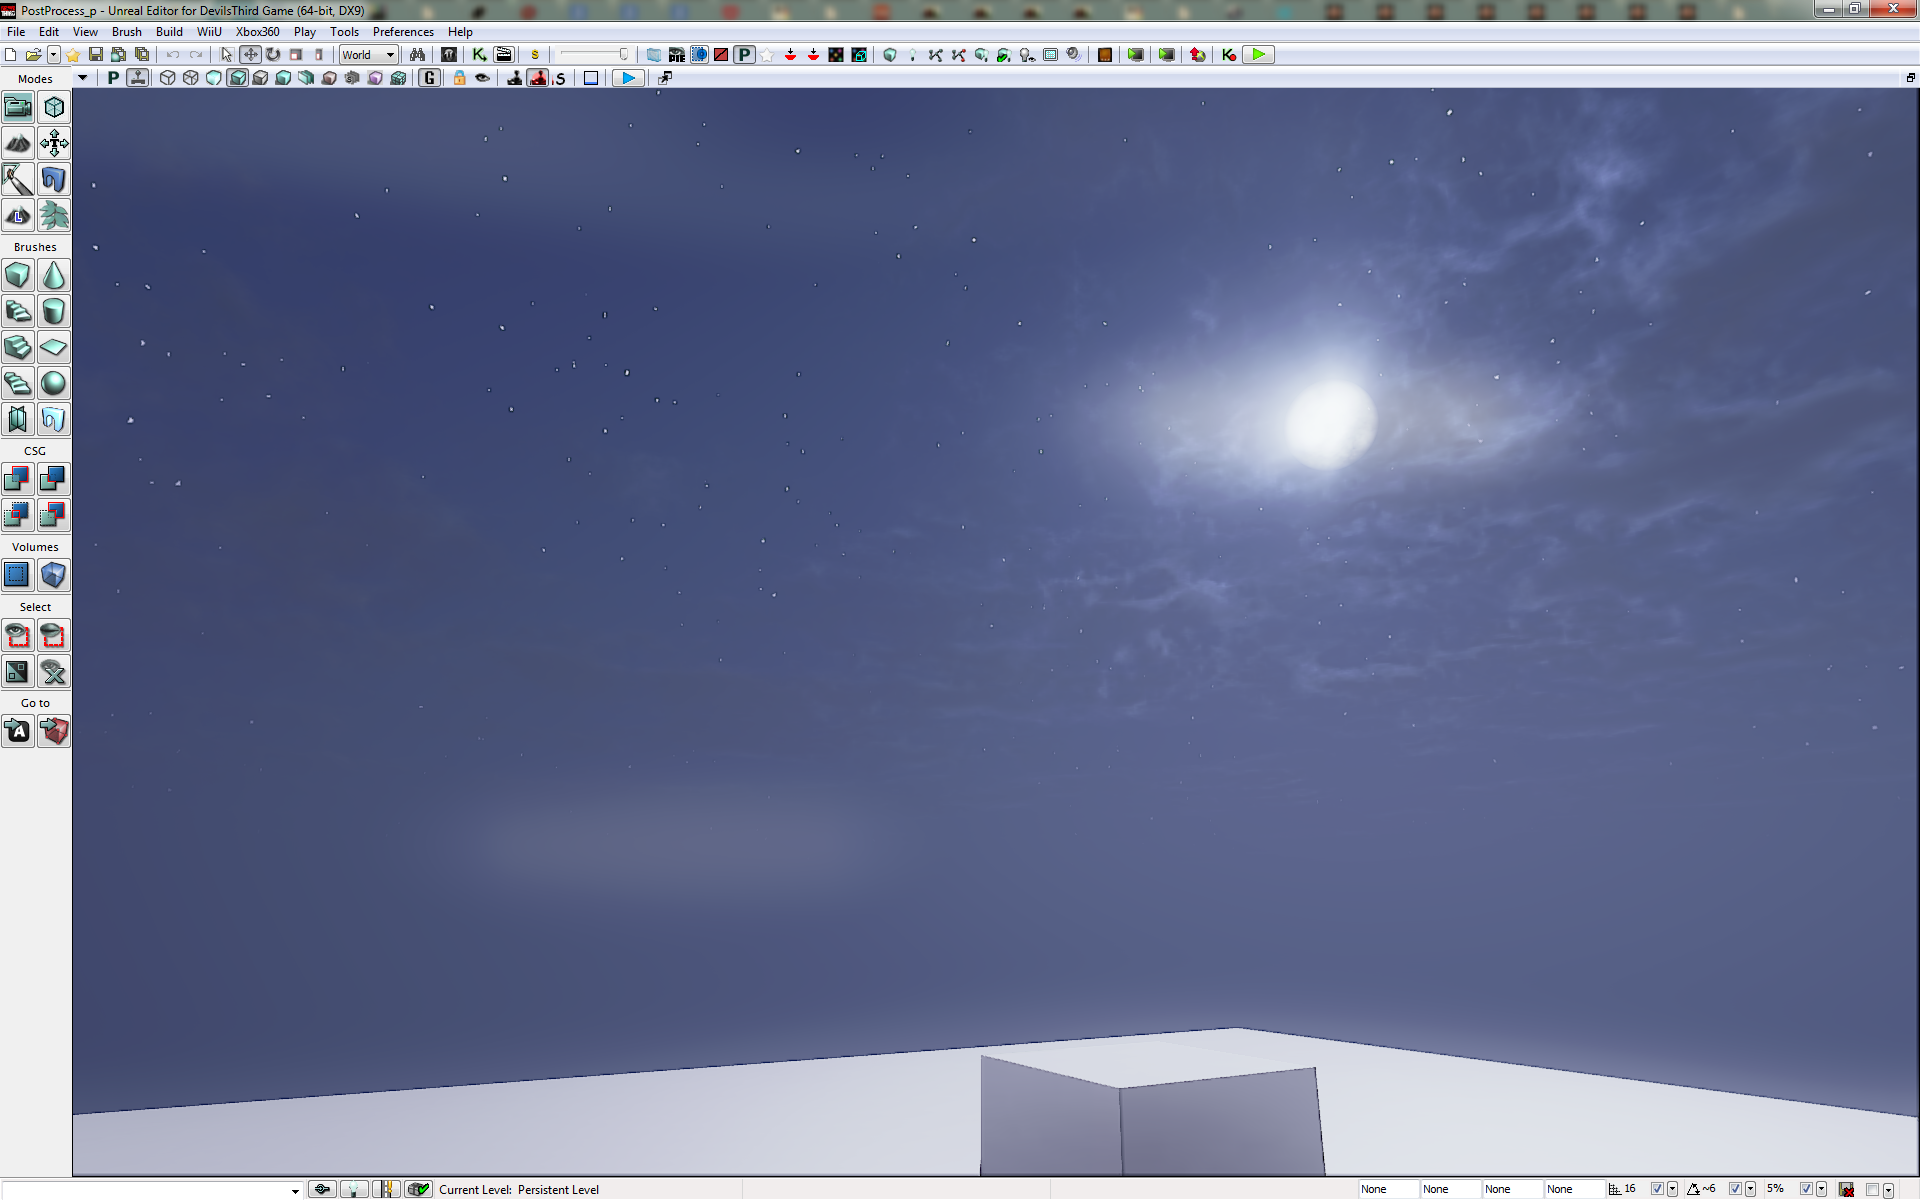 PostProcess_p - Unreal Editor for DevilsThird Game (64-bit, DX9)
File Edit View Brush Build WiiU Xbox360 Play Tools Preferences Help
World
Modes
Brushes
CSG
Volumes
Select
Go to
Current Level: Persistent Level
None None None None 16 ~6 5%